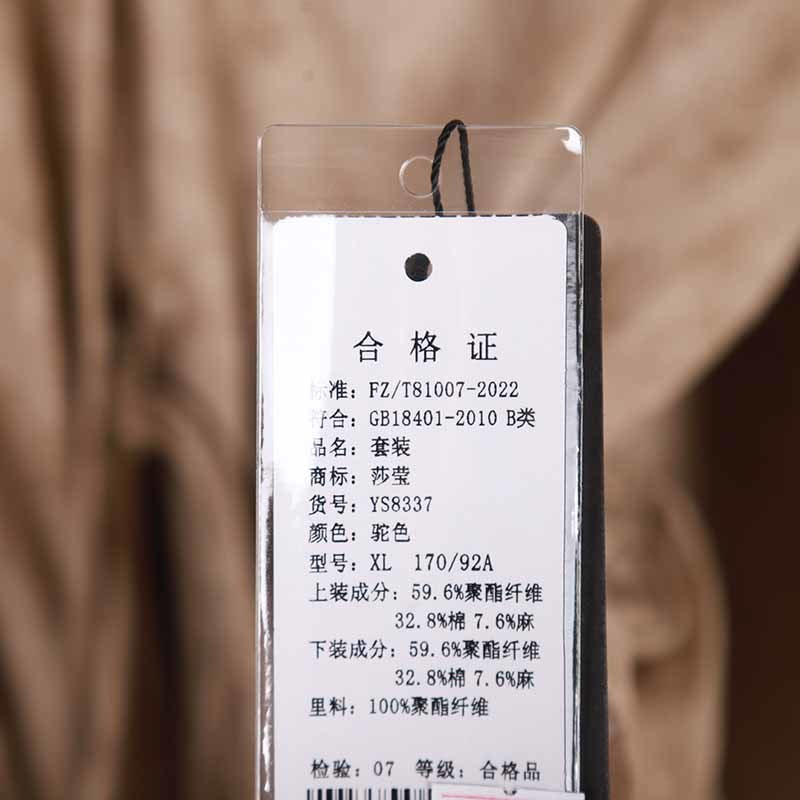 合格证
标准：FZ/T81007-2022
符合：GB18401-2010 B类
品名：套装
商标：莎莹
货号：YS8337
颜色：驼色
型号：XL 170/92A
上装成分：59.6%聚酯纤维
32.8%棉 7.6%麻
下装成分：59.6%聚酯纤维
32.8%棉 7.6%麻
里料：100%聚酯纤维
检验：07 等级：合格品